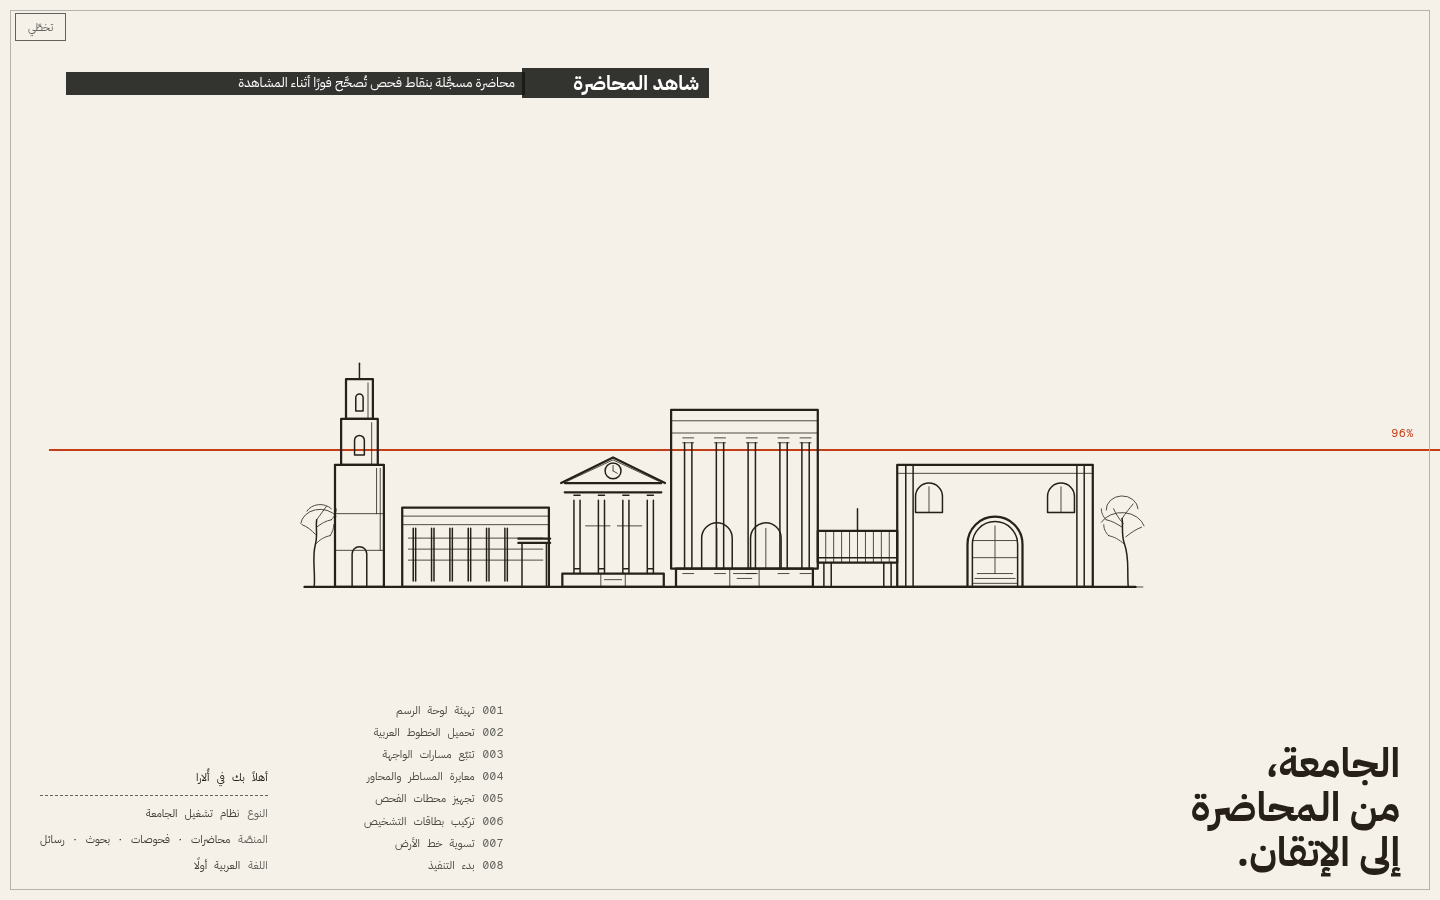 تخطّي
شاهد المحاضرة
محاضرة مسجَّلة بنقاط فحص تُصحَّح فورًا أثناء المشاهدة
96%
الجامعة،
من المحاضرة
إلى الإتقان.
001 تهيئة لوحة الرسم
002 تحميل الخطوط العربية
003 تتبّع مسارات الواجهة
004 معايرة المساطر والمحاور
005 تجهيز محطات الفحص
006 تركيب بطاقات التشخيص
007 تسوية خط الأرض
008 بدء التنفيذ
أهلاً بك في ألارا
النوع نظام تشغيل الجامعة
المنصّة محاضرات · فحوصات · بحوث · رسائل
اللغة العربية أولًا